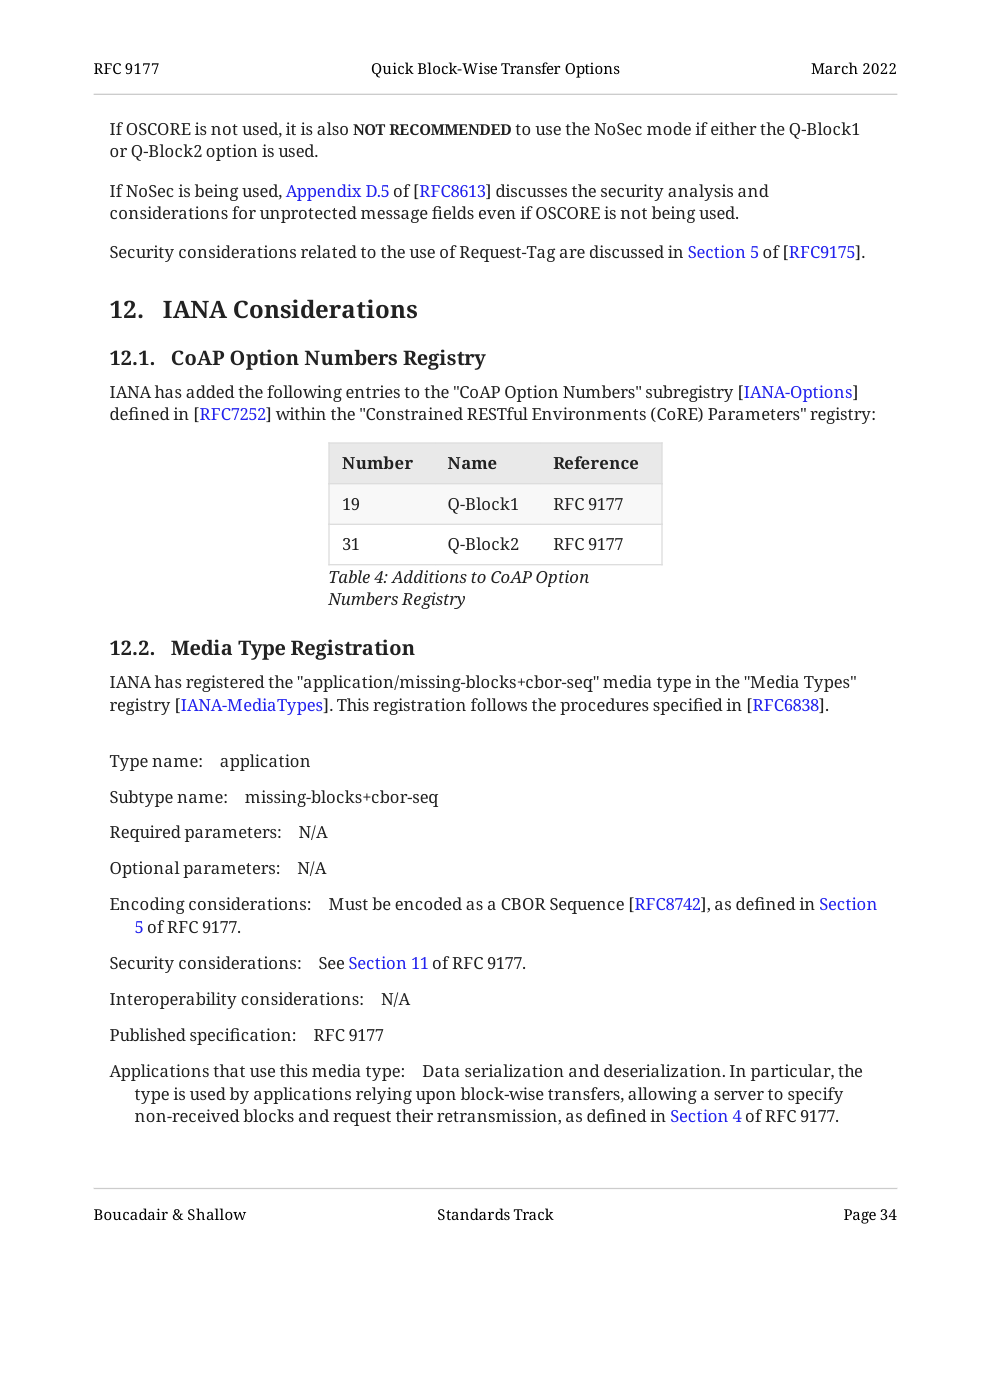 RFC 9177 Quick Block-Wise Transfer Options March 2022
If OSCORE is not used, it is also NOT RECOMMENDED to use the NoSec mode if either the Q-Block1
or Q-Block2 option is used.
If NoSec is being used, Appendix D.5 of [RFC8613] discusses the security analysis and
considerations for unprotected message fields even if OSCORE is not being used.
Security considerations related to the use of Request-Tag are discussed in Section 5 of [RFC9175].
12. IANA Considerations
12.1. CoAP Option Numbers Registry
IANA has added the following entries to the "CoAP Option Numbers" subregistry [IANA-Options]
defined in [RFC7252] within the "Constrained RESTful Environments (CoRE) Parameters" registry:
Number Name Reference
19 Q-Block1 RFC 9177
31 Q-Block2 RFC 9177
Table 4: Additions to CoAP Option
Numbers Registry
12.2. Media Type Registration
IANA has registered the "application/missing-blocks+cbor-seq" media type in the "Media Types"
registry [IANA-MediaTypes]. This registration follows the procedures specified in [RFC6838].
Type name: application
Subtype name: missing-blocks+cbor-seq
Required parameters: N/A
Optional parameters: N/A
Encoding considerations: Must be encoded as a CBOR Sequence [RFC8742], as defined in Section
5 of RFC 9177.
Security considerations: See Section 11 of RFC 9177.
Interoperability considerations: N/A
Published specification: RFC 9177
Applications that use this media type: Data serialization and deserialization. In particular, the
type is used by applications relying upon block-wise transfers, allowing a server to specify
non-received blocks and request their retransmission, as defined in Section 4 of RFC 9177.
Boucadair & Shallow Standards Track Page 34